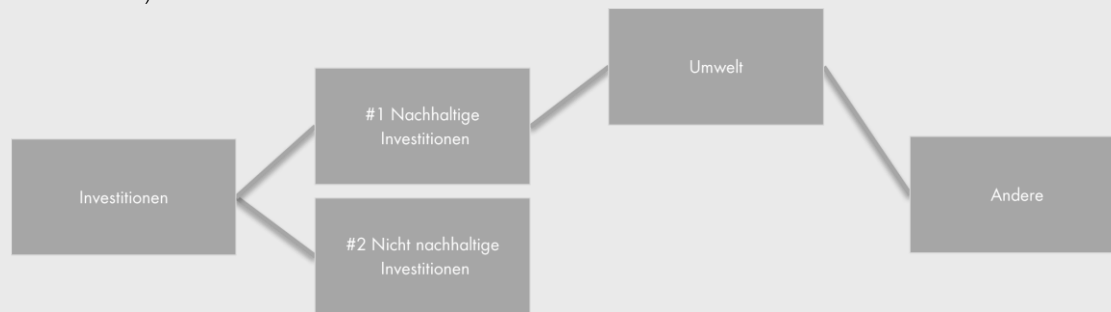 Investitionen
#1 Nachhaltige
Investitionen
#2 Nicht nachhaltige
Investitionen
Umwelt
Andere